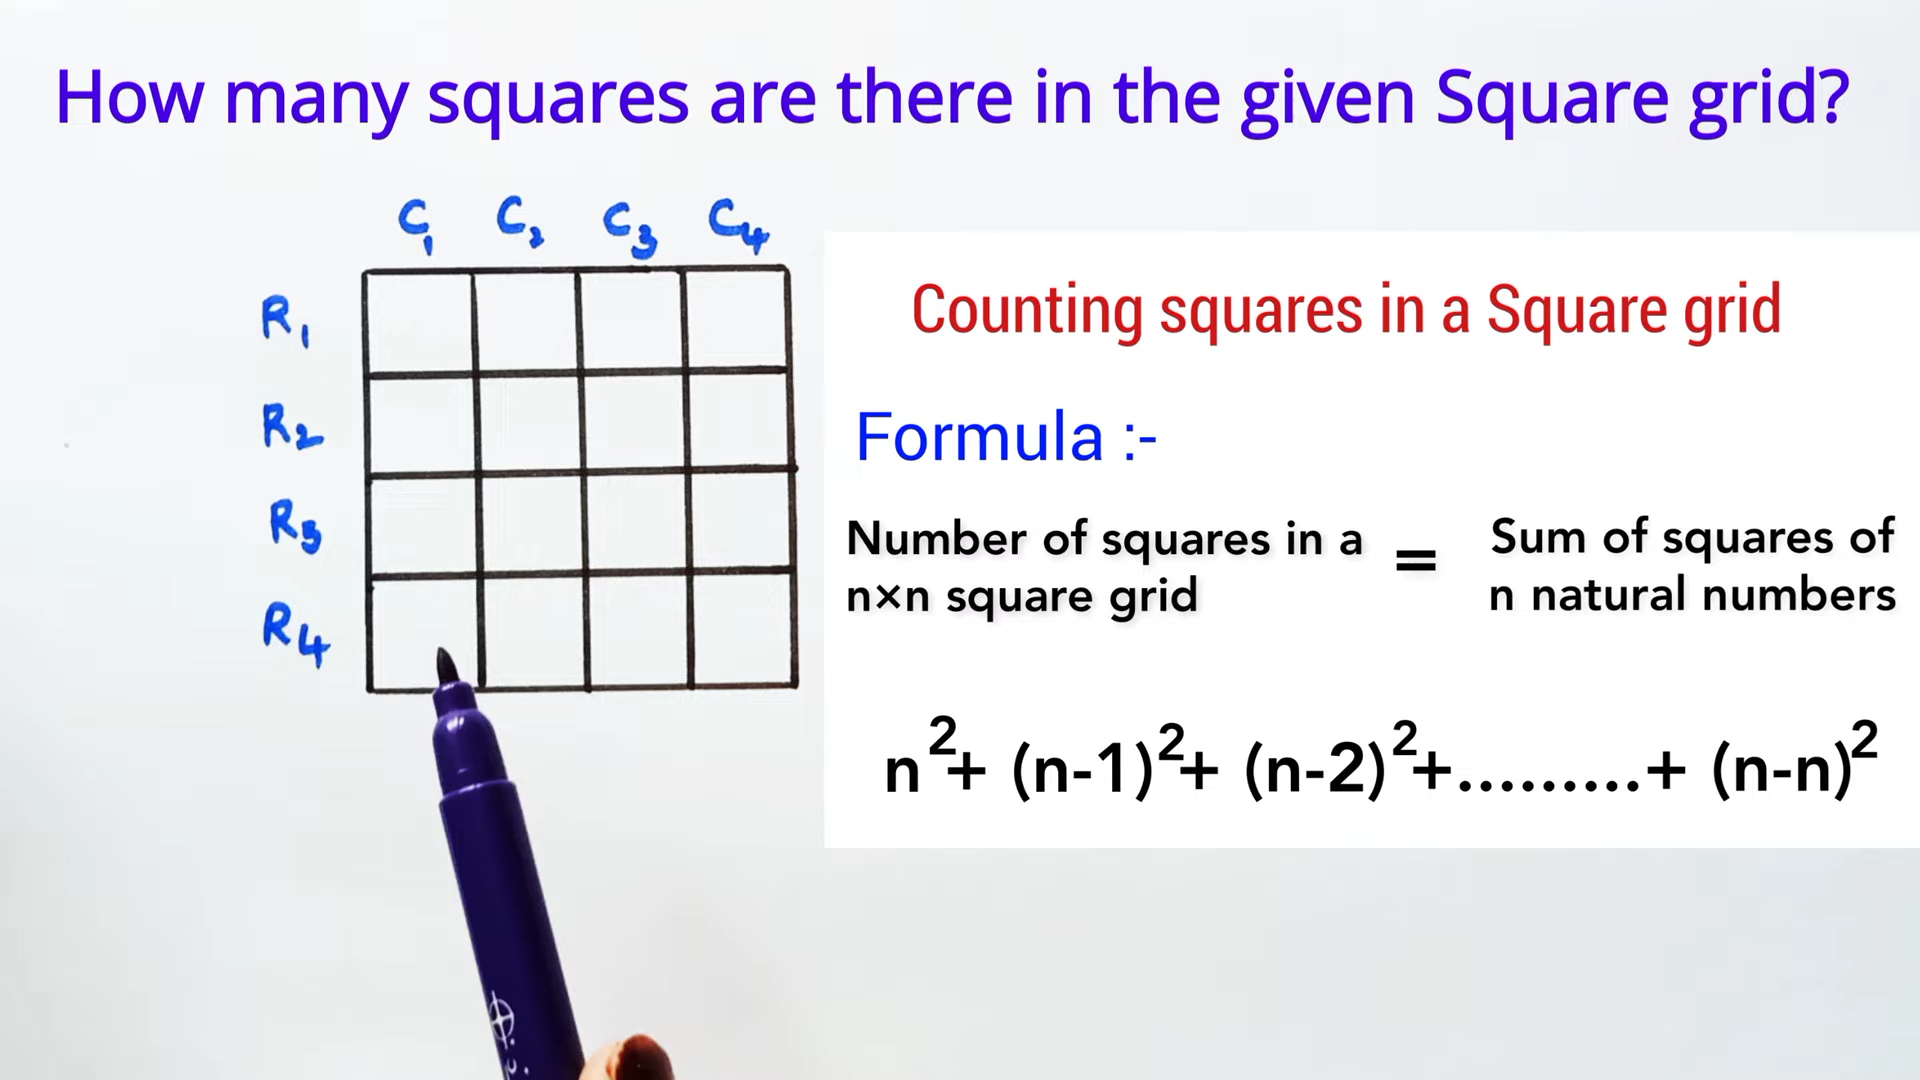 How many squares are there in the given Square grid?
C₁ C₂ C₃ C₄
R₁
R₂
R₃
R₄
Counting squares in a Square grid
Formula :-
Number of squares in a n×n square grid = Sum of squares of n natural numbers
n²+ (n-1)²+ (n-2)²+.........+ (n-n)²